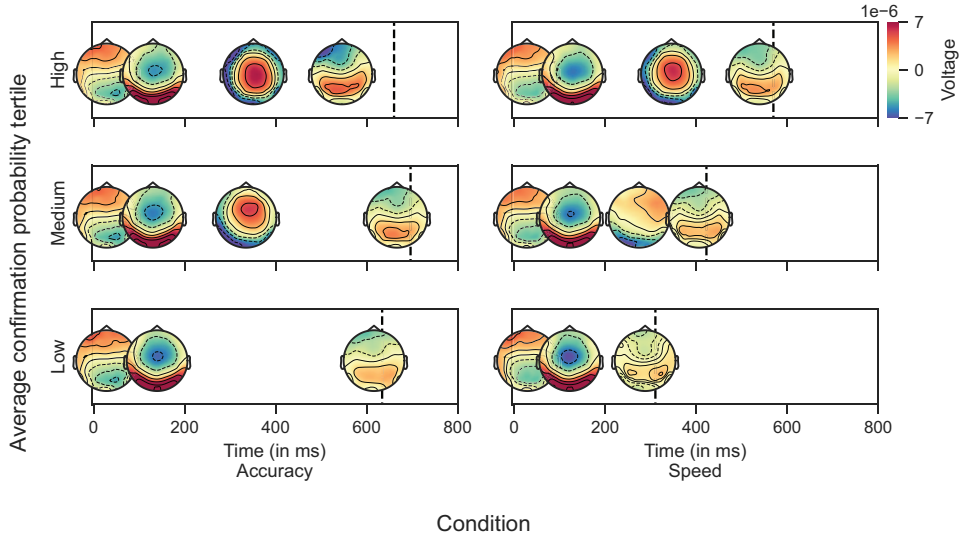 1e−6
7
0
−7
Voltage
Average confirmation probability tertile
High
Medium
Low
0 200 400 600 800
0 200 400 600 800
Time (in ms)
Time (in ms)
Accuracy
Speed
Condition